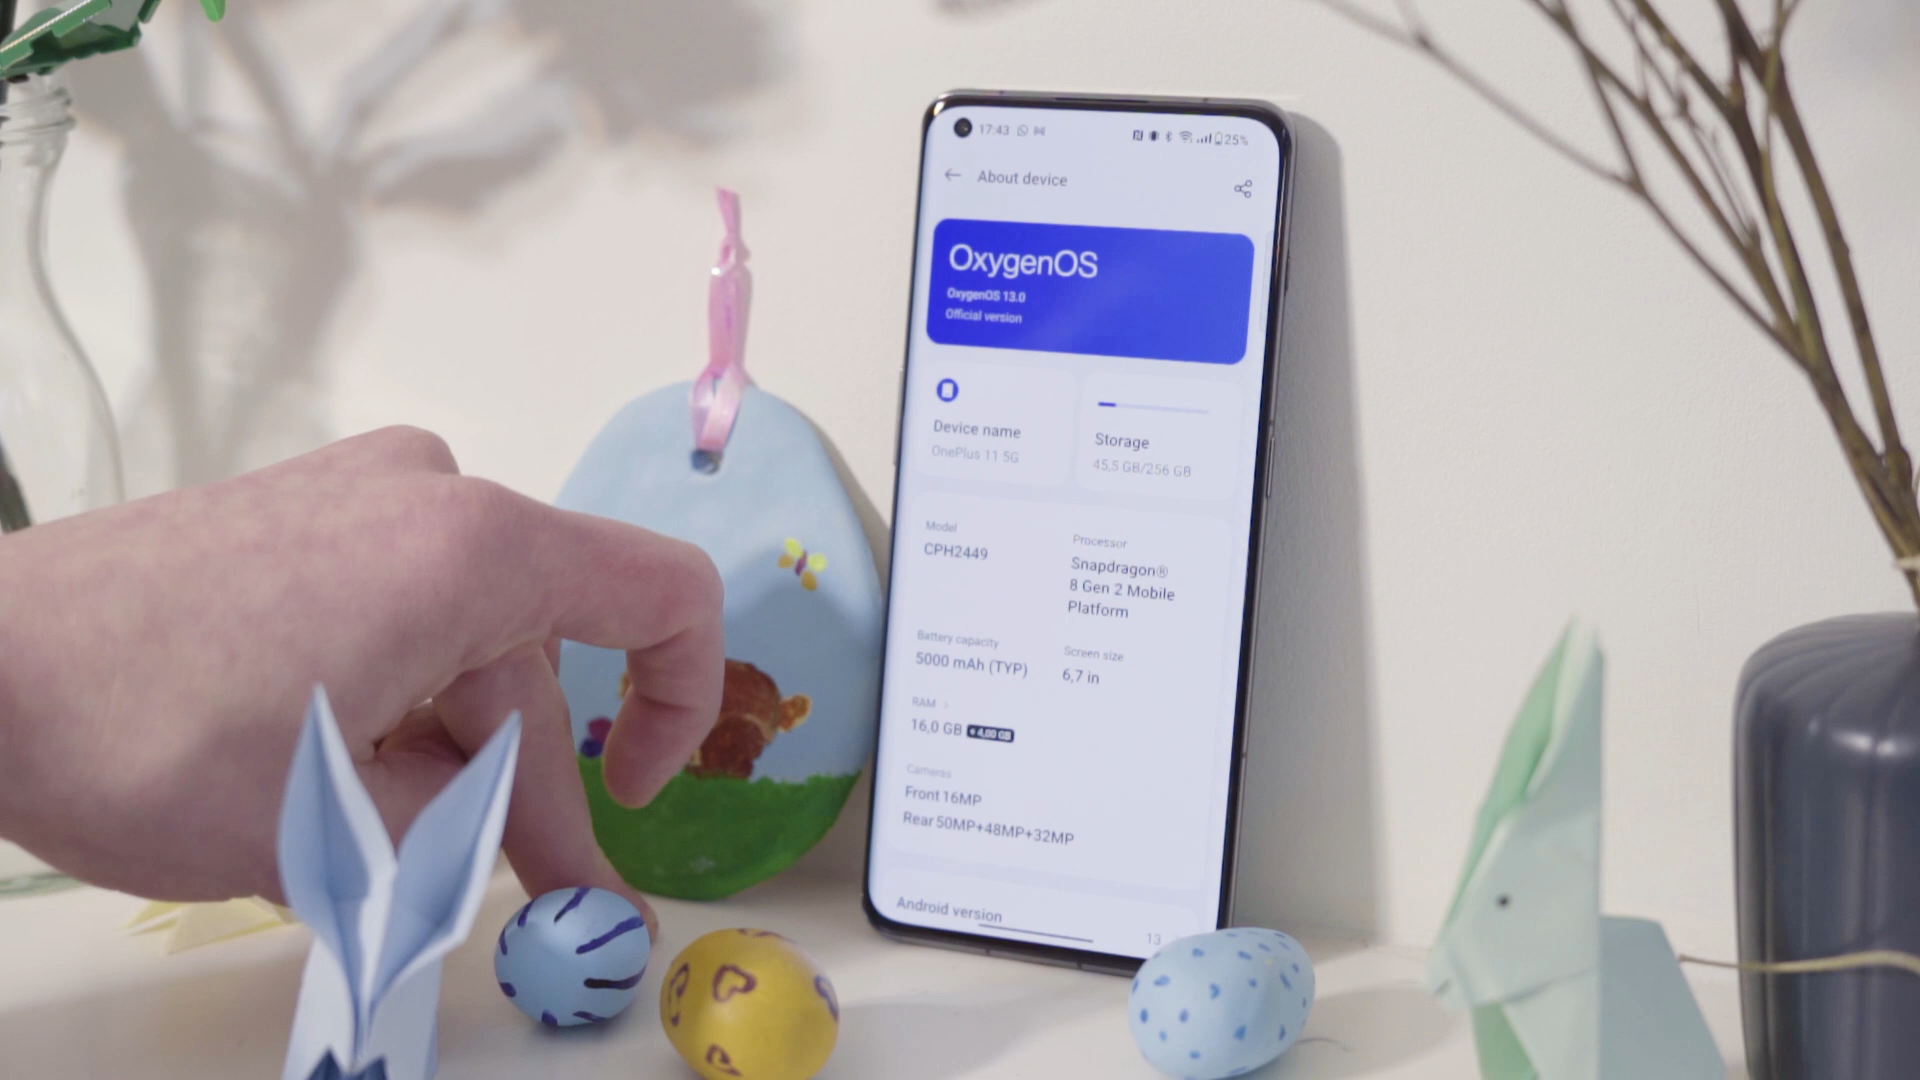 17:43
25%
About device
OxygenOS
OxygenOS 13.0
Official version
Device name
OnePlus 11 5G
Storage
45,5 GB/256 GB
Model
CPH2449
Processor
Snapdragon®
8 Gen 2 Mobile
Platform
Battery capacity
5000 mAh (TYP)
Screen size
6,7 in
RAM
16,0 GB + 4,00 GB
Cameras
Front 16MP
Rear 50MP+48MP+32MP
Android version
13